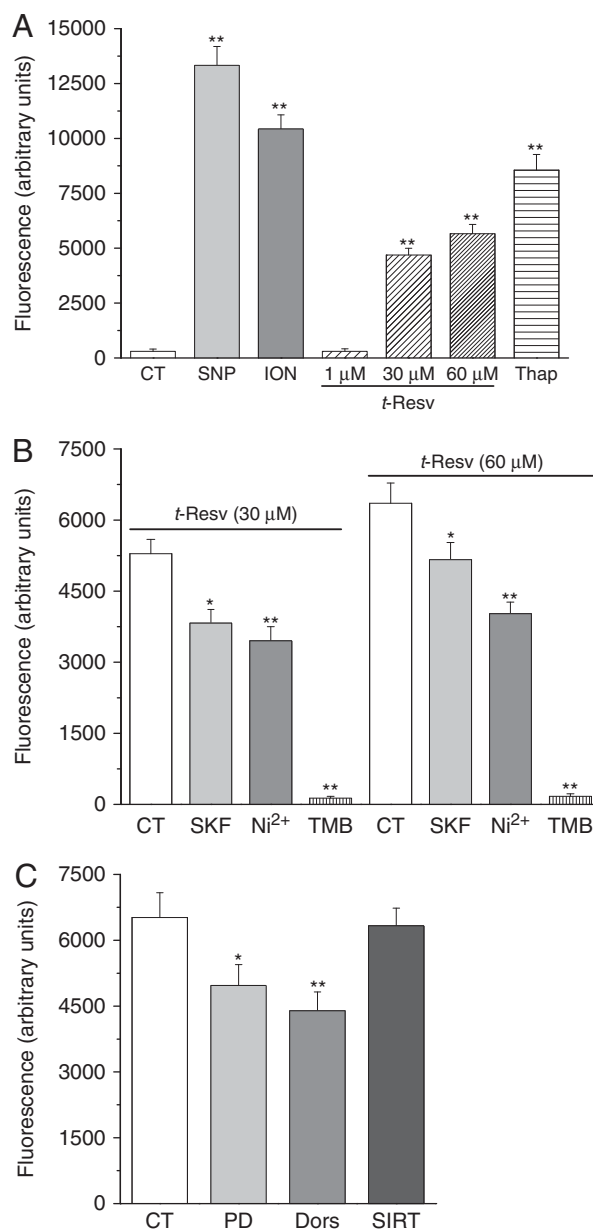 A
Fluorescence (arbitrary units)
15000
12500
10000
7500
5000
2500
0
**
**
**
**
**
CT SNP ION 1 μM 30 μM 60 μM Thap
t-Resv
B
Fluorescence (arbitrary units)
7500
6000
4500
3000
1500
0
t-Resv (60 μM)
t-Resv (30 μM)
*
**
**
*
**
**
CT SKF Ni²⁺ TMB CT SKF Ni²⁺ TMB
C
Fluorescence (arbitrary units)
7500
6000
4500
3000
1500
0
*
**
CT PD Dors SIRT